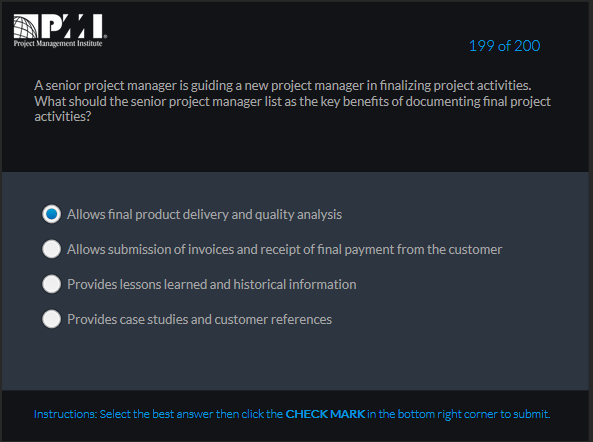 PMI.
Project Management Institute
199 of 200
A senior project manager is guiding a new project manager in finalizing project activities.
What should the senior project manager list as the key benefits of documenting final project
activities?
Allows final product delivery and quality analysis
Allows submission of invoices and receipt of final payment from the customer
Provides lessons learned and historical information
Provides case studies and customer references
Instructions: Select the best answer then click the CHECK MARK in the bottom right corner to submit.